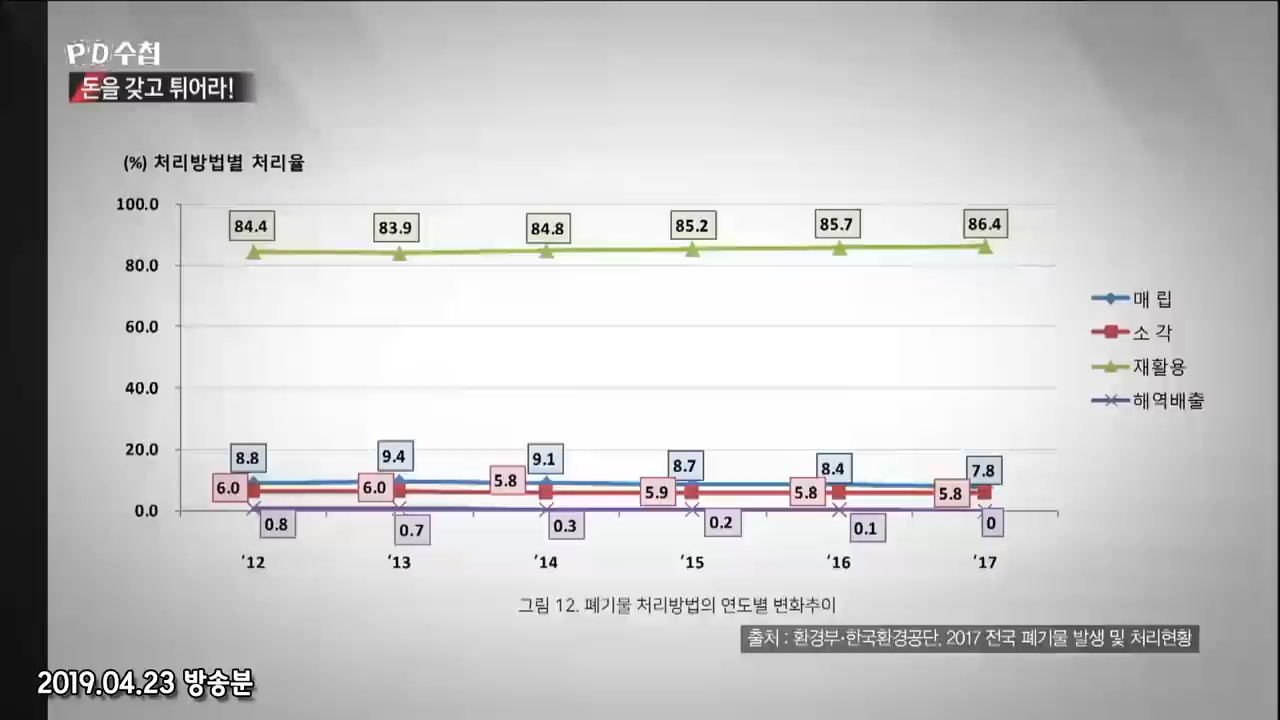 PD수첩
돈을 갖고 튀어라!
(%) 처리방법별 처리율
100.0
80.0
60.0
40.0
20.0
0.0
84.4 83.9 84.8 85.2 85.7 86.4
8.8 9.4 9.1 8.7 8.4 7.8
6.0 6.0 5.8 5.9 5.8 5.8
0.8 0.7 0.3 0.2 0.1 0
'12 '13 '14 '15 '16 '17
매 립
소 각
재활용
해역배출
그림 12. 폐기물 처리방법의 연도별 변화추이
출처 : 환경부·한국환경공단, 2017 전국 폐기물 발생 및 처리현황
2019.04.23 방송분